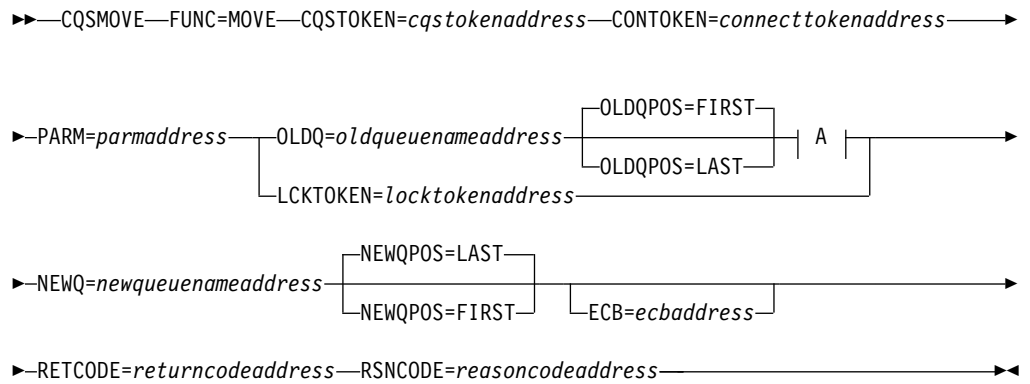 CQSMOVE FUNC=MOVE CQSTOKEN=cqstokenaddress CONTOKEN=connecttokenaddress
OLDQPOS=FIRST
PARM=parmaddress OLDQ=oldqueuenameaddress A
OLDQPOS=LAST
LCKTOKEN=locktokenaddress
NEWQPOS=LAST
NEWQ=newqueuenameaddress
NEWQPOS=FIRST ECB=ecbaddress
RETCODE=returncodeaddress RSNCODE=reasoncodeaddress